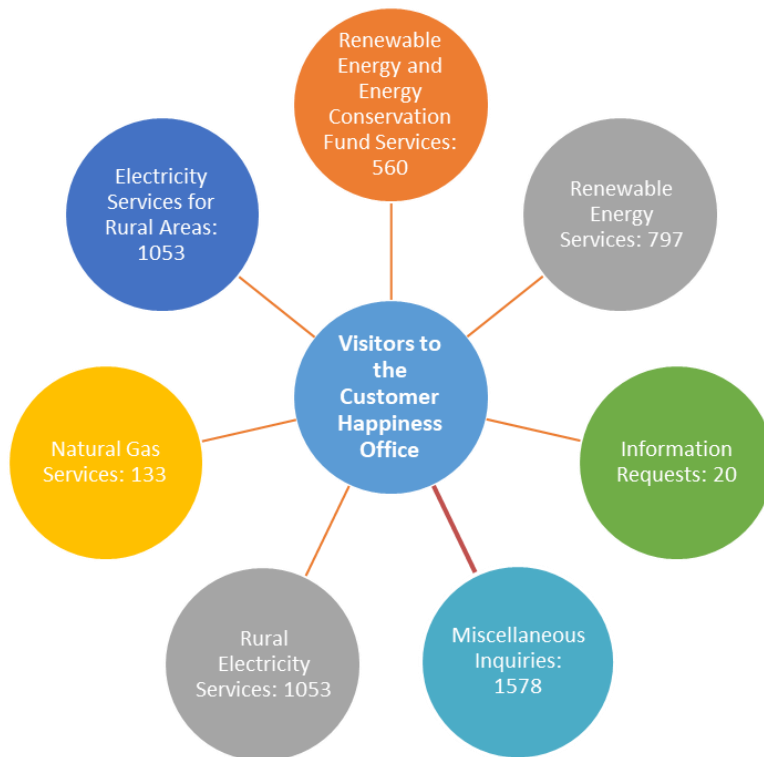 Renewable
Energy and
Energy
Conservation
Fund Services:
560
Renewable
Energy
Services: 797
Information
Requests: 20
Miscellaneous
Inquiries:
1578
Rural
Electricity
Services: 1053
Natural Gas
Services: 133
Electricity
Services for
Rural Areas:
1053
Visitors to
the
Customer
Happiness
Office